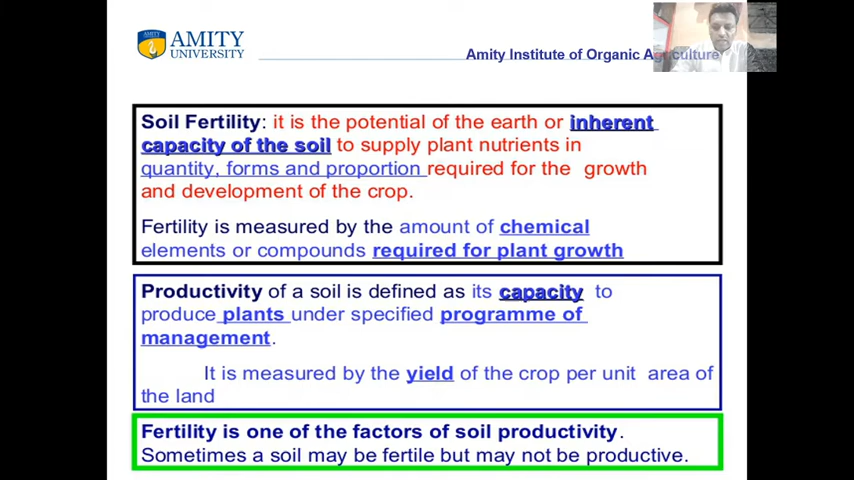 AMITY
UNIVERSITY
Amity Institute of Organic Agriculture
Soil Fertility: it is the potential of the earth or inherent
capacity of the soil to supply plant nutrients in
quantity, forms and proportion required for the growth
and development of the crop.
Fertility is measured by the amount of chemical
elements or compounds required for plant growth
Productivity of a soil is defined as its capacity to
produce plants under specified programme of
management.
It is measured by the yield of the crop per unit area of
the land
Fertility is one of the factors of soil productivity.
Sometimes a soil may be fertile but may not be productive.